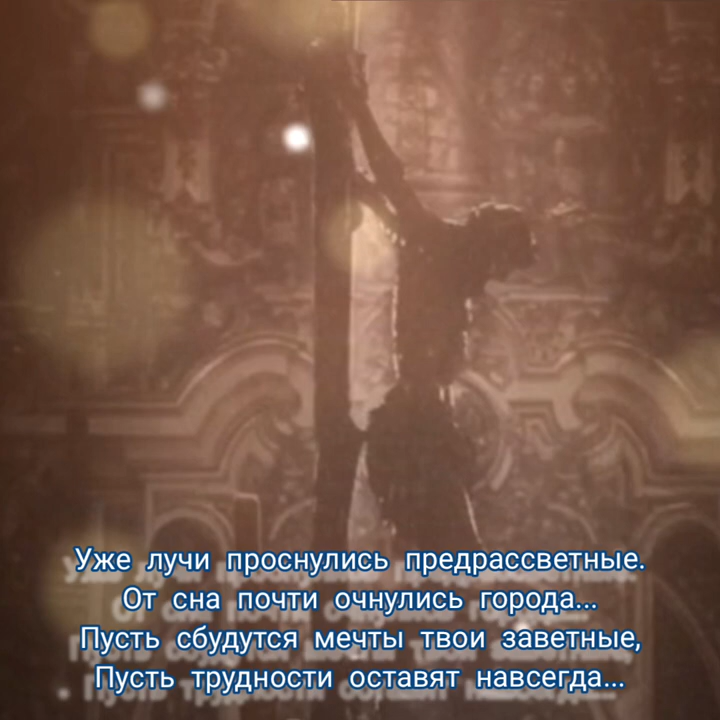 Уже лучи проснулись предрассветные.
От сна почти очнулись города...
Пусть сбудутся мечты твои заветные,
Пусть трудности оставят навсегда...